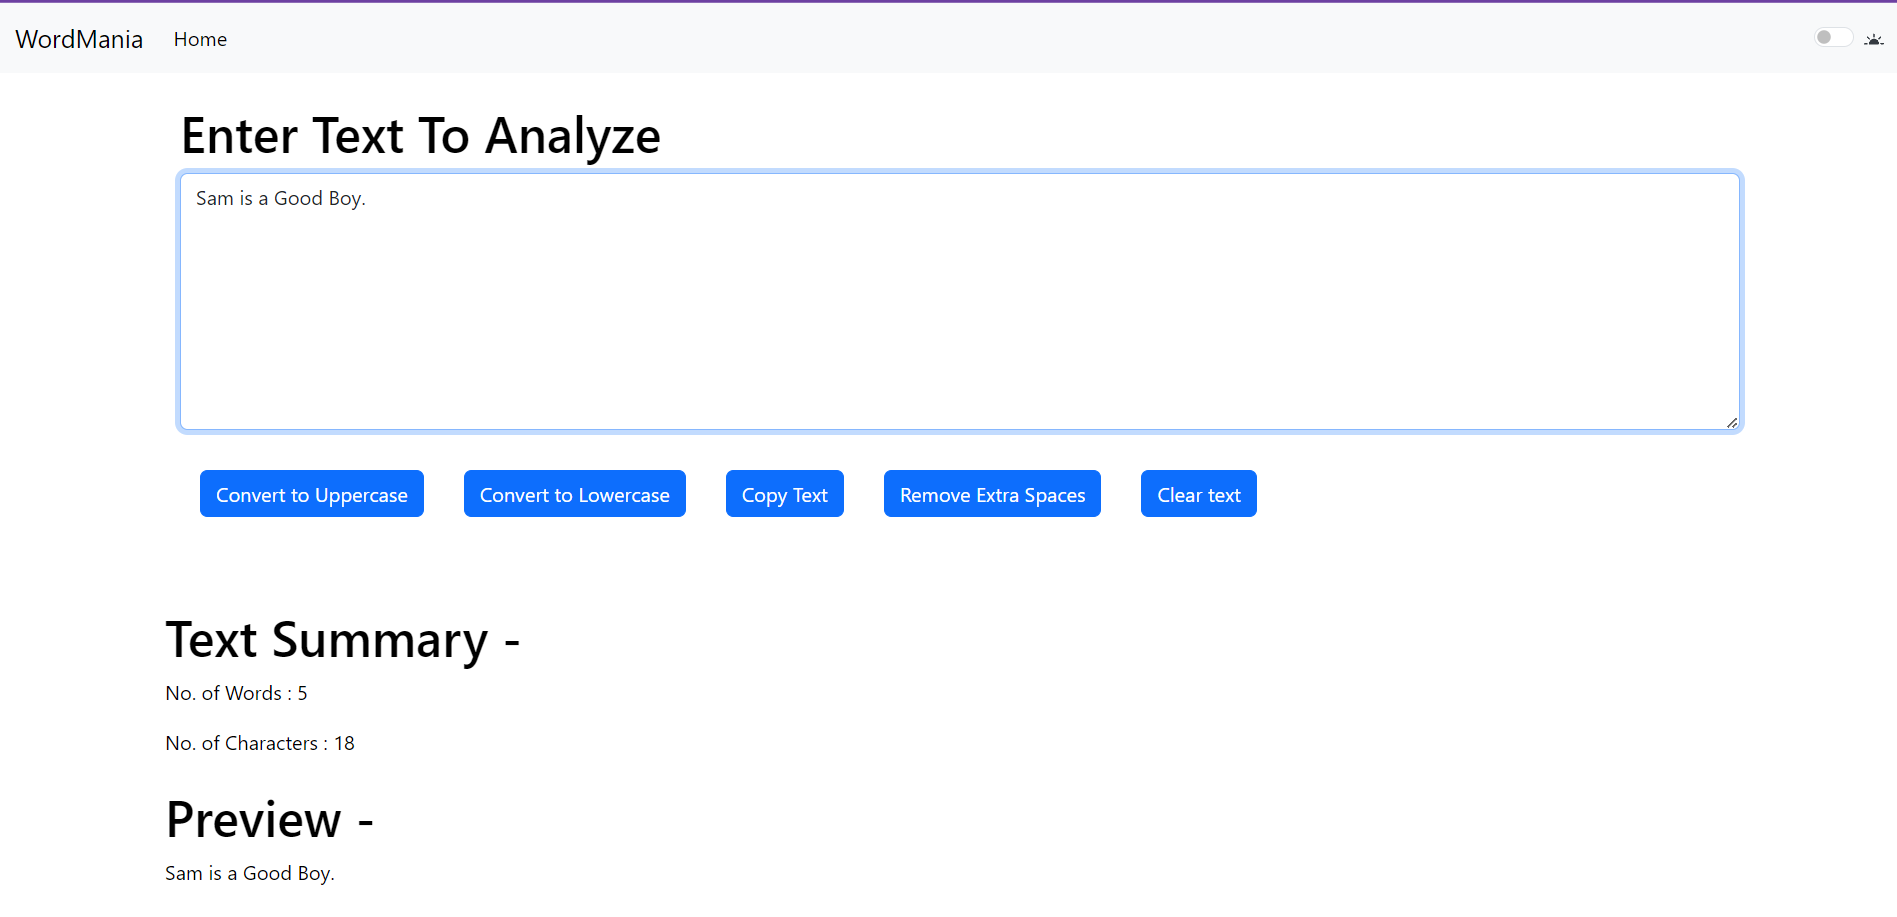 WordMania Home
Enter Text To Analyze
Sam is a Good Boy.
Convert to Uppercase Convert to Lowercase Copy Text Remove Extra Spaces Clear text
Text Summary -
No. of Words : 5
No. of Characters : 18
Preview -
Sam is a Good Boy.